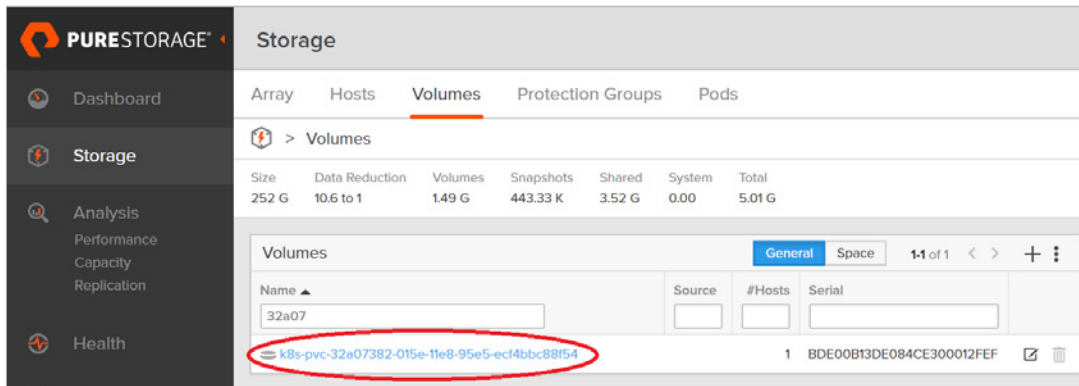 PURESTORAGE®
Dashboard
Storage
Analysis
Performance
Capacity
Replication
Health
Storage
Array Hosts Volumes Protection Groups Pods
> Volumes
Size Data Reduction Volumes Snapshots Shared System Total
252 G 10.6 to 1 1.49 G 443.33 K 3.52 G 0.00 5.01 G
Volumes General Space 1-1 of 1 < > +
Name Source #Hosts Serial
32a07
k8s-pvc-32a07382-015e-11e8-95e5-ecf4bbc88f54 1 BDE00B13DE084CE300012FEF